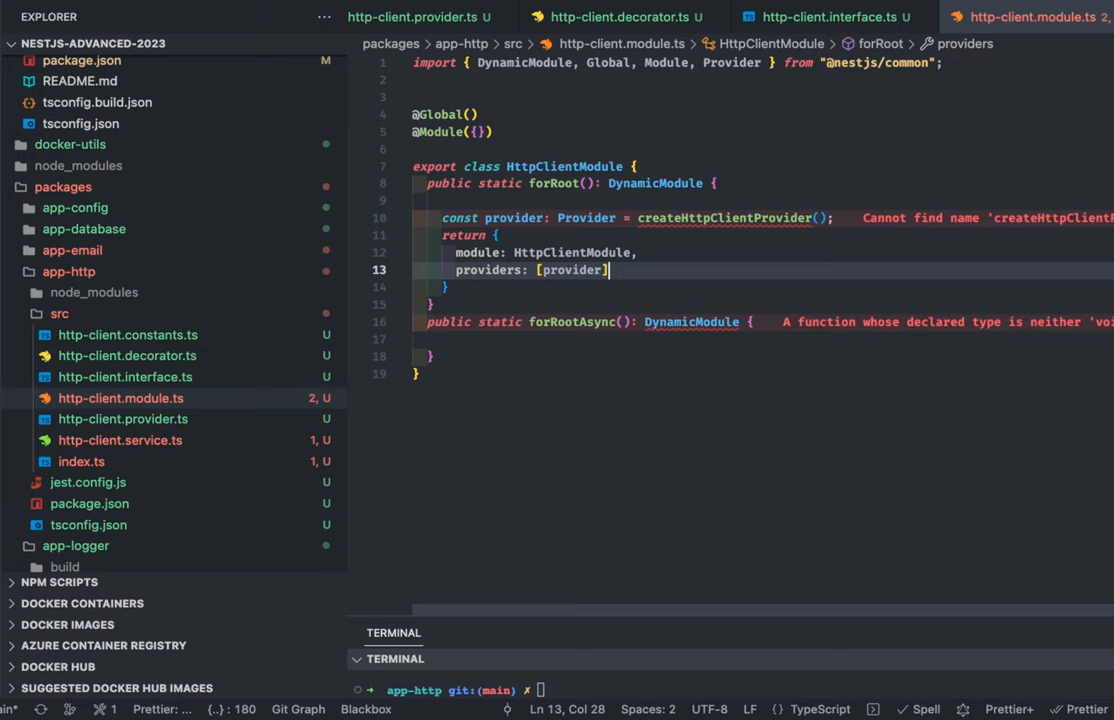 EXPLORER
NESTJS-ADVANCED-2023
package.json M
README.md
tsconfig.build.json
tsconfig.json
docker-utils
node_modules
packages
app-config
app-database
app-email
app-http
node_modules
src
http-client.constants.ts U
http-client.decorator.ts U
http-client.interface.ts U
http-client.module.ts 2, U
http-client.provider.ts U
http-client.service.ts 1, U
index.ts 1, U
jest.config.js U
package.json U
tsconfig.json U
app-logger
build
NPM SCRIPTS
DOCKER CONTAINERS
DOCKER IMAGES
AZURE CONTAINER REGISTRY
DOCKER HUB
SUGGESTED DOCKER HUB IMAGES
http-client.provider.ts U http-client.decorator.ts U http-client.interface.ts U http-client.module.ts 2,
packages > app-http > src > http-client.module.ts > HttpClientModule > forRoot > providers
1 import { DynamicModule, Global, Module, Provider } from "@nestjs/common";
2
3
4 @Global()
5 @Module({})
6
7 export class HttpClientModule {
8 public static forRoot(): DynamicModule {
9
10 const provider: Provider = createHttpClientProvider(); Cannot find name 'createHttpClientP
11 return {
12 module: HttpClientModule,
13 providers: [provider]
14 }
15 }
16 public static forRootAsync(): DynamicModule { A function whose declared type is neither 'voi
17
18 }
19 }
TERMINAL
TERMINAL
➜ app-http git:(main) ✗
ain* 1 Prettier: ... {..} : 180 Git Graph Blackbox Ln 13, Col 28 Spaces: 2 UTF-8 LF {} TypeScript Spell Prettier+ Prettier